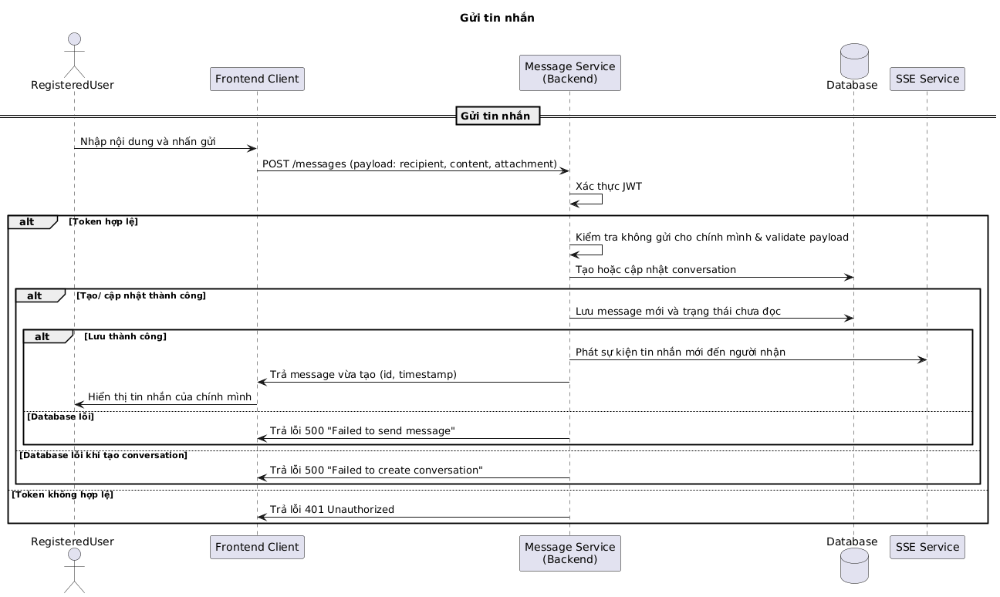 Gửi tin nhắn
RegisteredUser
Frontend Client
Message Service
(Backend)
Database
SSE Service
Gửi tin nhắn
Nhập nội dung và nhấn gửi
POST /messages (payload: recipient, content, attachment)
Xác thực JWT
alt
[Token hợp lệ]
Kiểm tra không gửi cho chính mình & validate payload
Tạo hoặc cập nhật conversation
alt
[Tạo/ cập nhật thành công]
Lưu message mới và trạng thái chưa đọc
alt
[Lưu thành công]
Phát sự kiện tin nhắn mới đến người nhận
Trả message vừa tạo (id, timestamp)
Hiển thị tin nhắn của chính mình
[Database lỗi]
Trả lỗi 500 "Failed to send message"
[Database lỗi khi tạo conversation]
Trả lỗi 500 "Failed to create conversation"
[Token không hợp lệ]
Trả lỗi 401 Unauthorized
RegisteredUser
Frontend Client
Message Service
(Backend)
Database
SSE Service